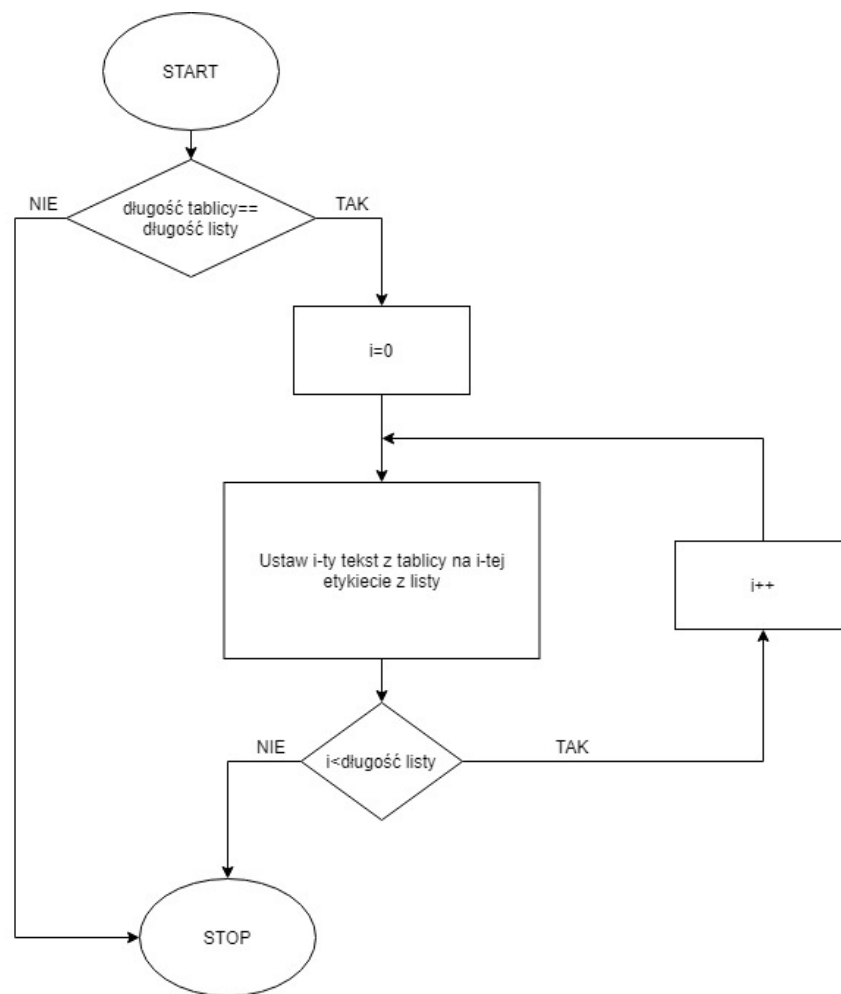 START
NIE
TAK
długość tablicy==
długość listy
i=0
Ustaw i-ty tekst z tablicy na i-tej
etykiecie z listy
i++
NIE
TAK
i<długość listy
STOP